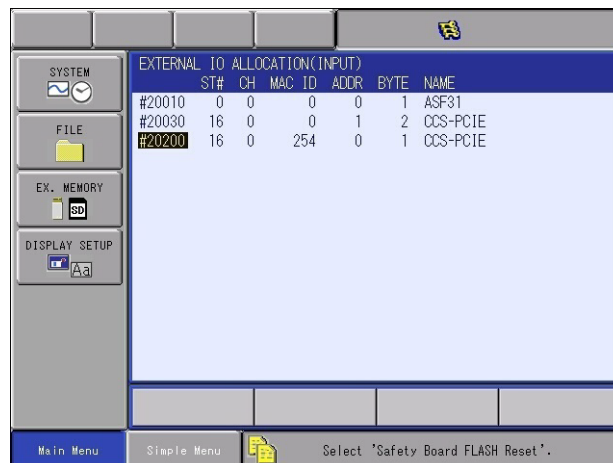 SYSTEM
FILE
EX. MEMORY
SD
DISPLAY SETUP
Aa
EXTERNAL IO ALLOCATION(INPUT)
ST# CH MAC ID ADDR BYTE NAME
#20010 0 0 0 0 1 ASF31
#20030 16 0 0 1 2 CCS-PCIE
#20200 16 0 254 0 1 CCS-PCIE
Main Menu
Simple Menu
Select 'Safety Board FLASH Reset'.